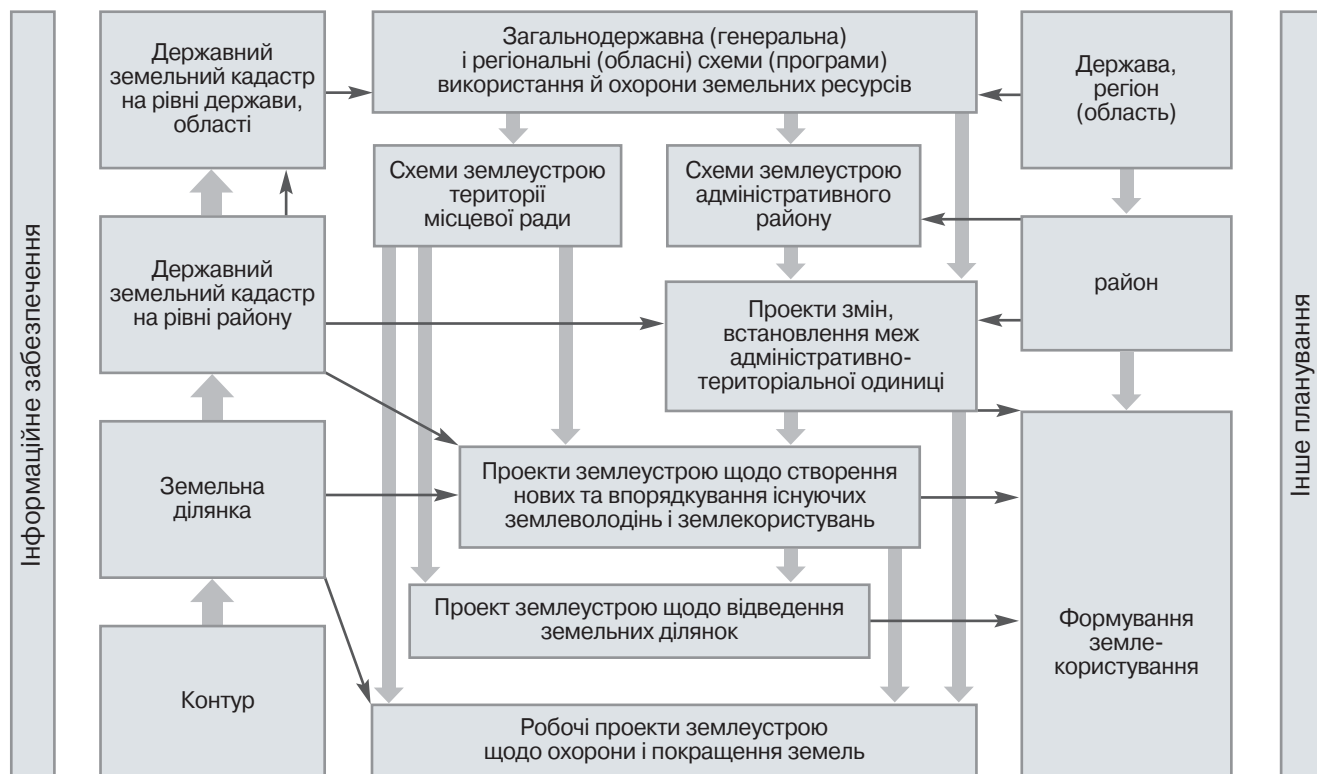 Інформаційне забезпечення
Державний
земельний кадастр
на рівні держави,
області
Загальнодержавна (генеральна)
і регіональні (обласні) схеми (програми)
використання й охорони земельних ресурсів
Держава,
регіон
(область)
Схеми землеустрою
території
місцевої ради
Схеми землеустрою
адміністративного
району
Державний
земельний кадастр
на рівні району
Проекти змін,
встановлення меж
адміністративно-
територіальної одиниці
район
Земельна
ділянка
Проекти землеустрою щодо створення
нових та впорядкування існуючих
землеволодінь і землекористувань
Проект землеустрою щодо відведення
земельних ділянок
Формування
земле-
користування
Контур
Робочі проекти землеустрою
щодо охорони і покращення земель
Інше планування